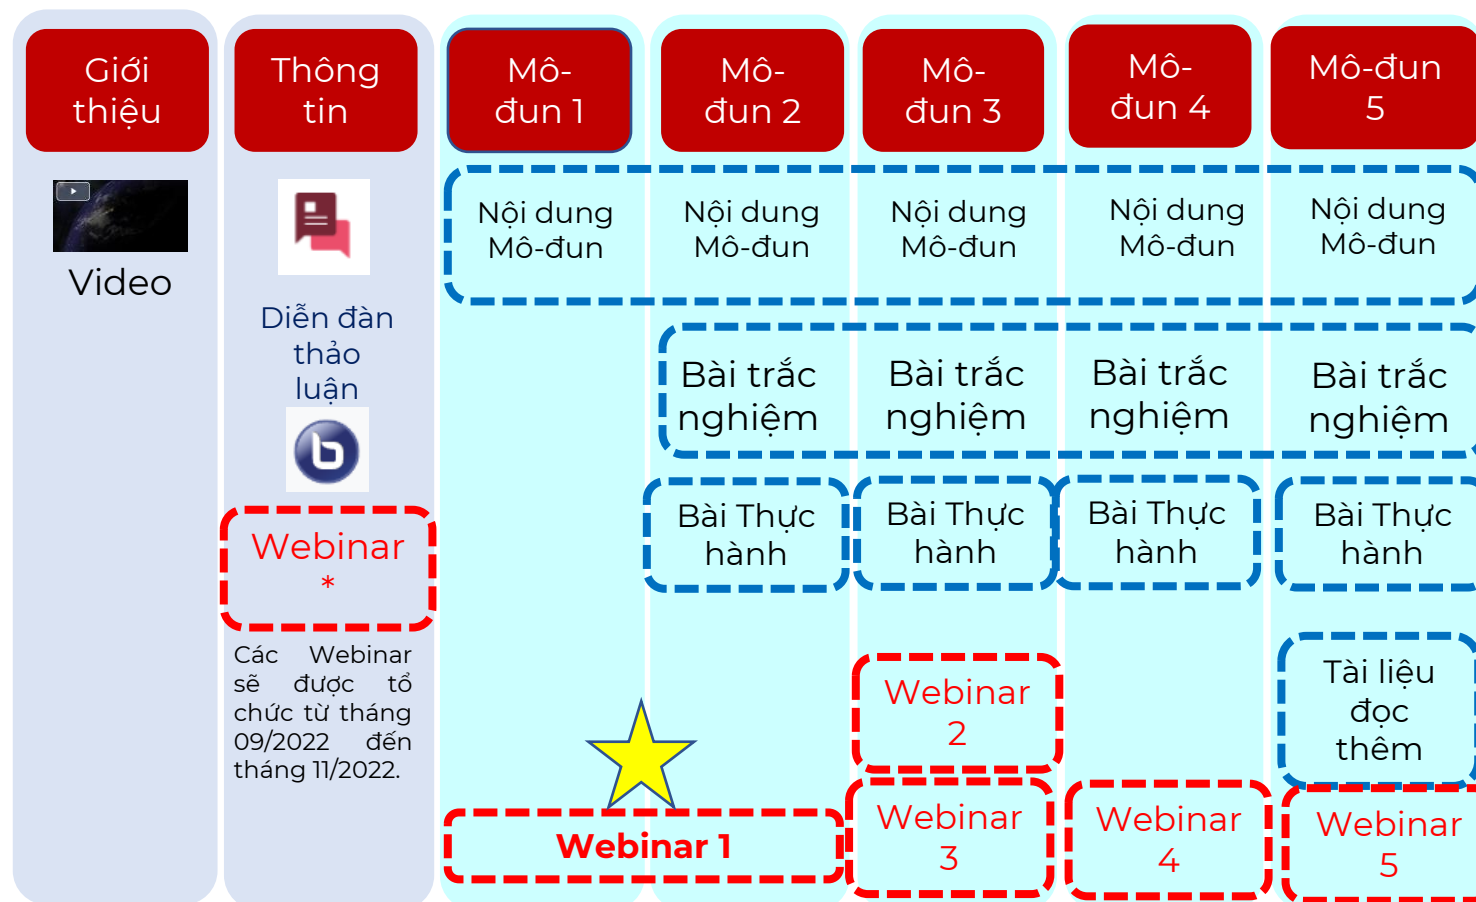 Giới
thiệu
Thông
tin
Mô-
đun 1
Mô-
đun 2
Mô-
đun 3
Mô-
đun 4
Mô-đun
5
Video
Diễn đàn
thảo
luận
Webinar
*
Các Webinar
sẽ được tổ
chức từ tháng
09/2022 đến
tháng 11/2022.
Nội dung
Mô-đun
Nội dung
Mô-đun
Nội dung
Mô-đun
Nội dung
Mô-đun
Nội dung
Mô-đun
Bài trắc
nghiệm
Bài trắc
nghiệm
Bài trắc
nghiệm
Bài trắc
nghiệm
Bài Thực
hành
Bài Thực
hành
Bài Thực
hành
Bài Thực
hành
Tài liệu
đọc
thêm
Webinar
2
Webinar 1
Webinar
3
Webinar
4
Webinar
5